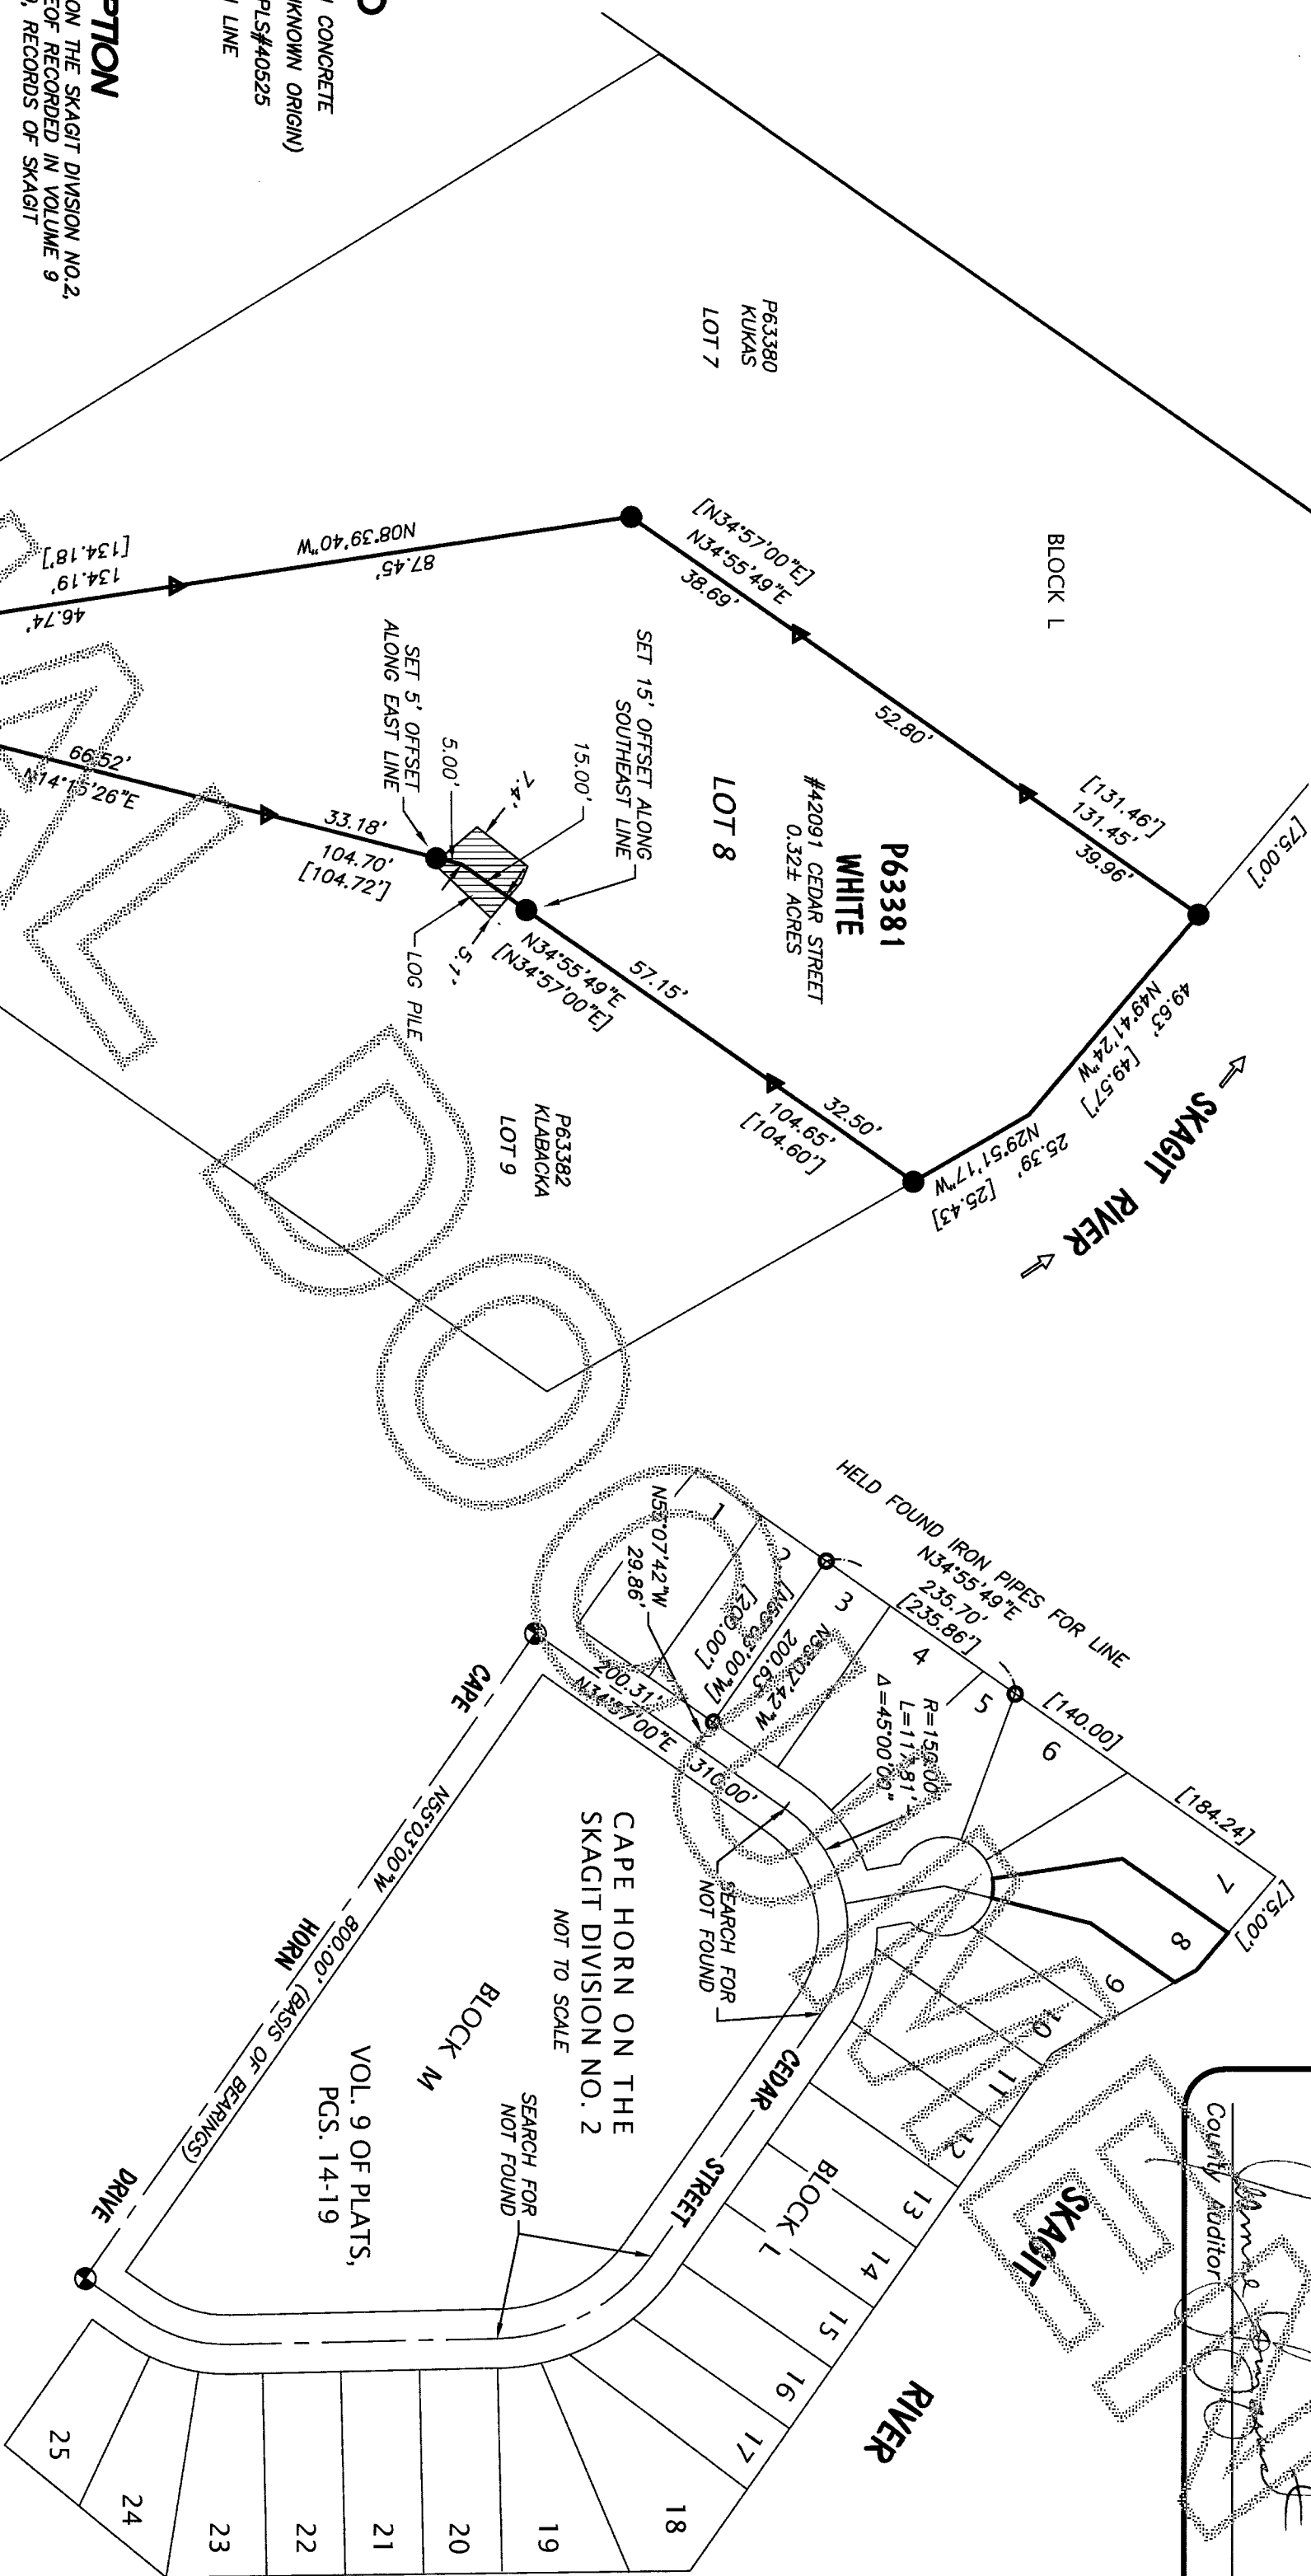 CONCRETE
KNOWN ORIGIN)
PLS#40525
LINE
PTION
ON THE SKAGIT DIVISION NO.2,
EOF RECORDED IN VOLUME 9
, RECORDS OF SKAGIT
P63380
KUKAS
LOT 7
BLOCK L
[N34°57'00"E]
N34°55'49"E
38.69'
52.80'
[131.46']
131.45'
39.96'
[75.00']
N08°39'40"W
87.45'
[134.18']
134.19'
46.74'
P63381
WHITE
#42091 CEDAR STREET
0.32± ACRES
LOT 8
SET 15' OFFSET ALONG
SOUTHEAST LINE
SET 5' OFFSET
ALONG EAST LINE
15.00'
5.00'
7.4'
5.1'
LOG PILE
66.52'
N14°15'26"E
33.18'
104.70'
[104.72']
N34°55'49"E
[N34°57'00"E]
57.15'
32.50'
104.65'
[104.60']
49.63' [49.57']
N49°41'24"W
25.39' [25.43]
N29°51'17"W
SKAGIT RIVER
P63382
KLABACKA
LOT 9
HELD FOUND IRON PIPES FOR LINE
N34°55'49"E
235.70'
[235.86']
[140.00]
[184.24]
[75.00']
1
2
3
4
5
6
7
8
9
10
11
12
13
14
15
16
17
18
19
20
21
22
23
24
25
29.86'
[200.00']
200.65'
R=150.00
L=117.81'
Δ=45°00'00"
200.31'
N34°57'00"E
310.00'
SEARCH FOR
NOT FOUND
CAPE HORN ON THE
SKAGIT DIVISION NO. 2
NOT TO SCALE
BLOCK M
VOL. 9 OF PLATS,
PGS. 14-19
SEARCH FOR
NOT FOUND
CEDAR STREET
BLOCK L
CAPE HORN DRIVE
N55°03'00"W 800.00' (BASIS OF BEARINGS)
SKAGIT RIVER
County Auditor